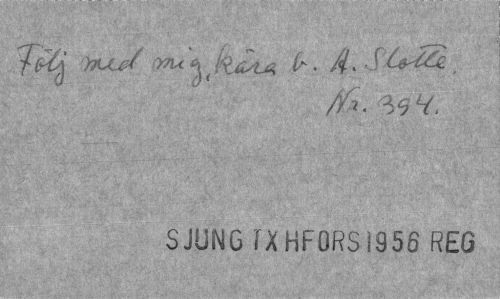 Följ med mig, kära v. A. Slotte.
Nr. 394.
SJUNG TX HFORS 1956 REG